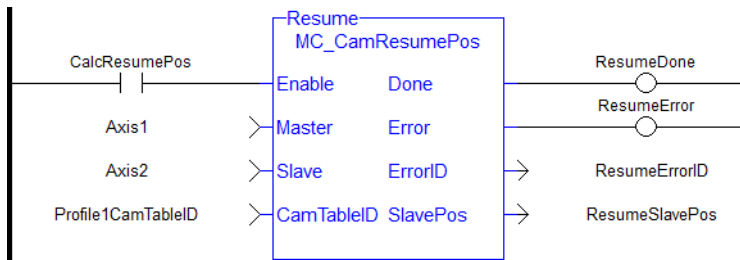 Resume
MC_CamResumePos
CalcResumePos
Enable Done
ResumeDone
Axis1
Master Error
ResumeError
Axis2
Slave ErrorID
ResumeErrorID
Profile1CamTableID
CamTableID SlavePos
ResumeSlavePos